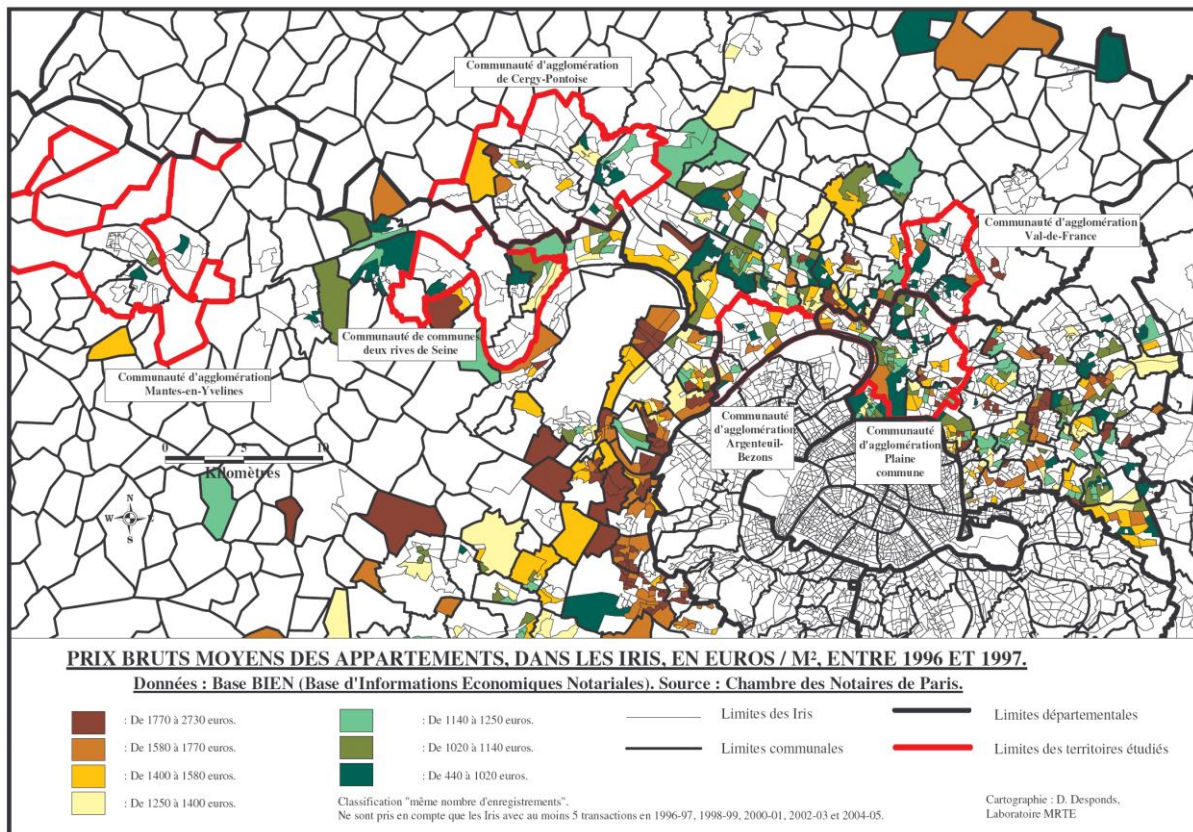 Communauté d'agglomération
de Cergy-Pontoise
Communauté d'agglomération
Val-de-France
Communauté de communes
deux rives de Seine
Communauté d'agglomération
Mantes-en-Yvelines
Communauté
d'agglomération
Argenteuil-
Bezons
Communauté
d'agglomération
Plaine
commune
0 5 10
Kilomètres
N
W E
S
PRIX BRUTS MOYENS DES APPARTEMENTS, DANS LES IRIS, EN EUROS / M², ENTRE 1996 ET 1997.
Données : Base BIEN (Base d'Informations Economiques Notariales). Source : Chambre des Notaires de Paris.
: De 1770 à 2730 euros.
: De 1580 à 1770 euros.
: De 1400 à 1580 euros.
: De 1250 à 1400 euros.
: De 1140 à 1250 euros.
: De 1020 à 1140 euros.
: De 440 à 1020 euros.
Limites des Iris
Limites communales
Limites départementales
Limites des territoires étudiés
Classification "même nombre d'enregistrements".
Ne sont pris en compte que les Iris avec au moins 5 transactions en 1996-97, 1998-99, 2000-01, 2002-03 et 2004-05.
Cartographie : D. Desponds,
Laboratoire MRTE